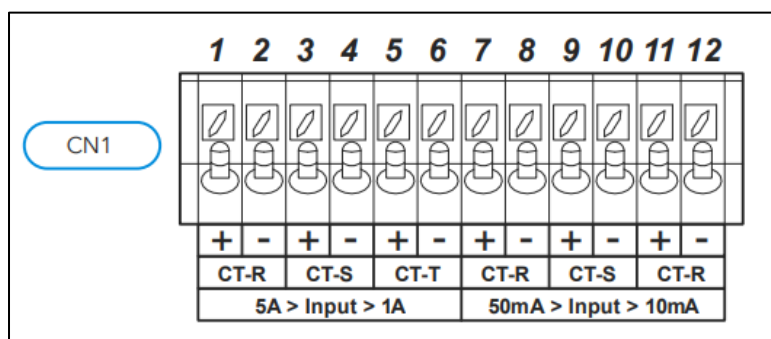 1 2 3 4 5 6 7 8 9 10 11 12
CN1
+ - + - + - + - + - + -
CT-R CT-S CT-T CT-R CT-S CT-R
5A > Input > 1A 50mA > Input > 10mA